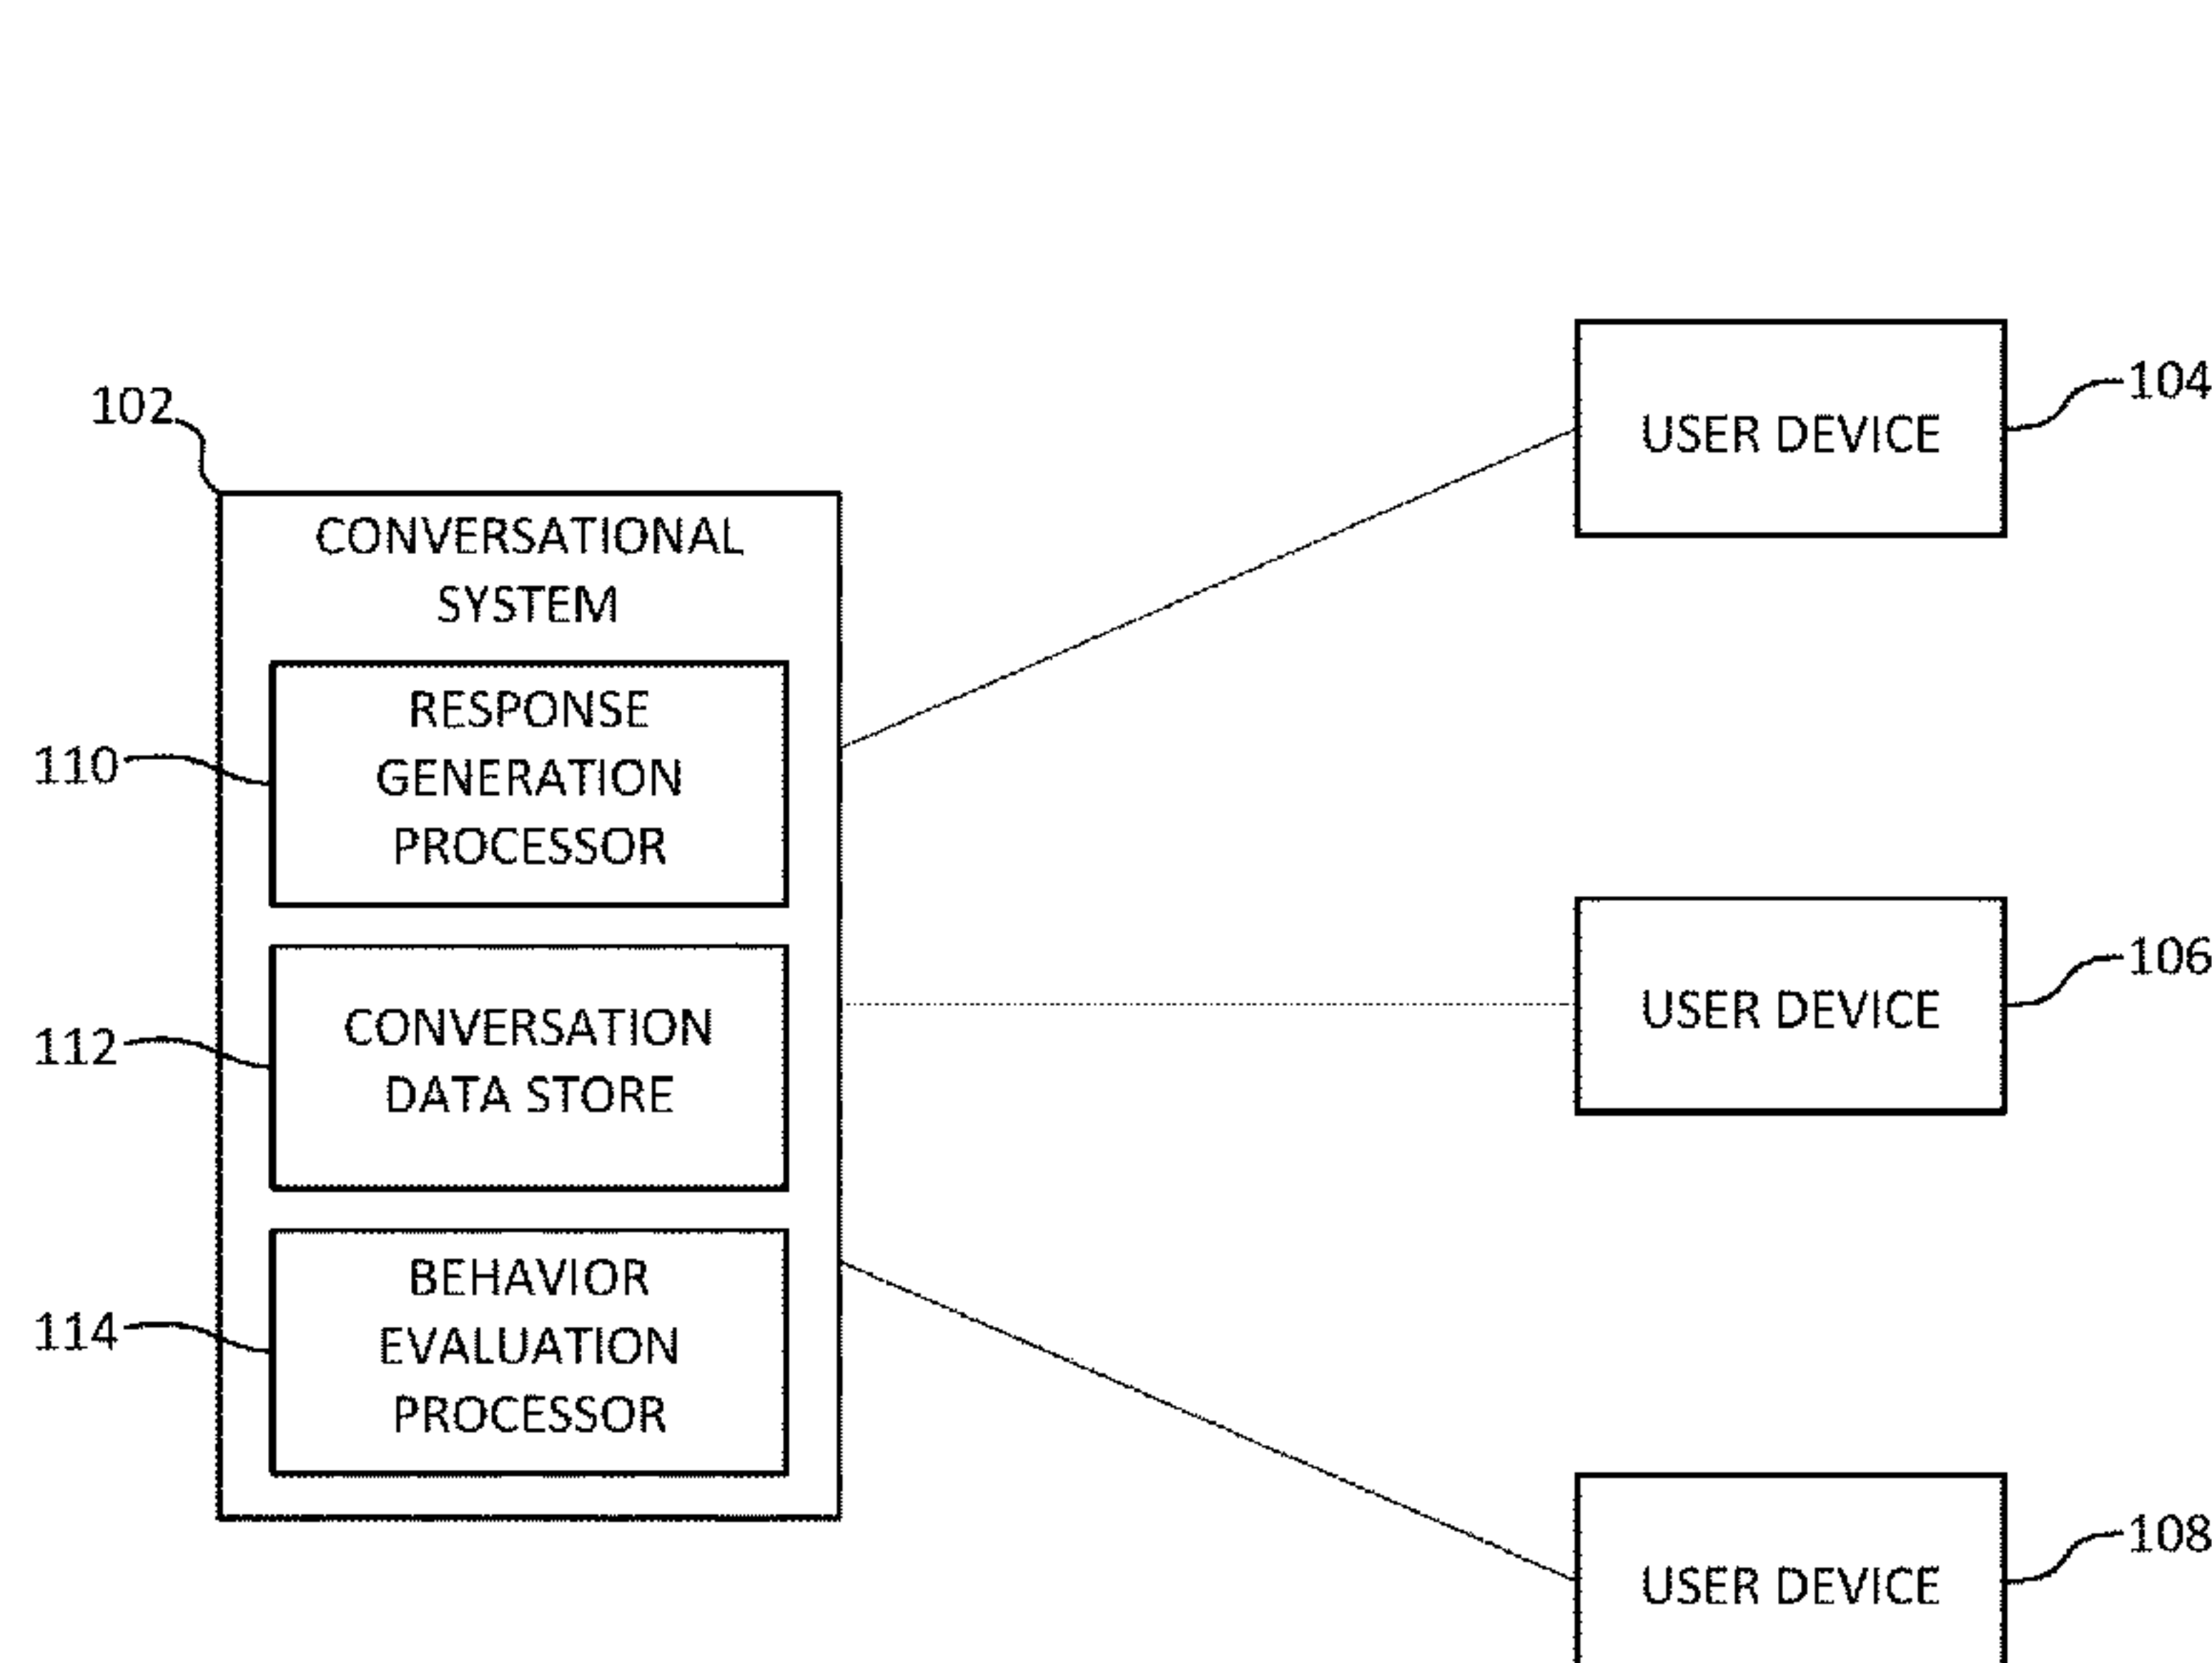 102
CONVERSATIONAL
SYSTEM
110
RESPONSE
GENERATION
PROCESSOR
112
CONVERSATION
DATA STORE
114
BEHAVIOR
EVALUATION
PROCESSOR
USER DEVICE
104
USER DEVICE
106
USER DEVICE
108